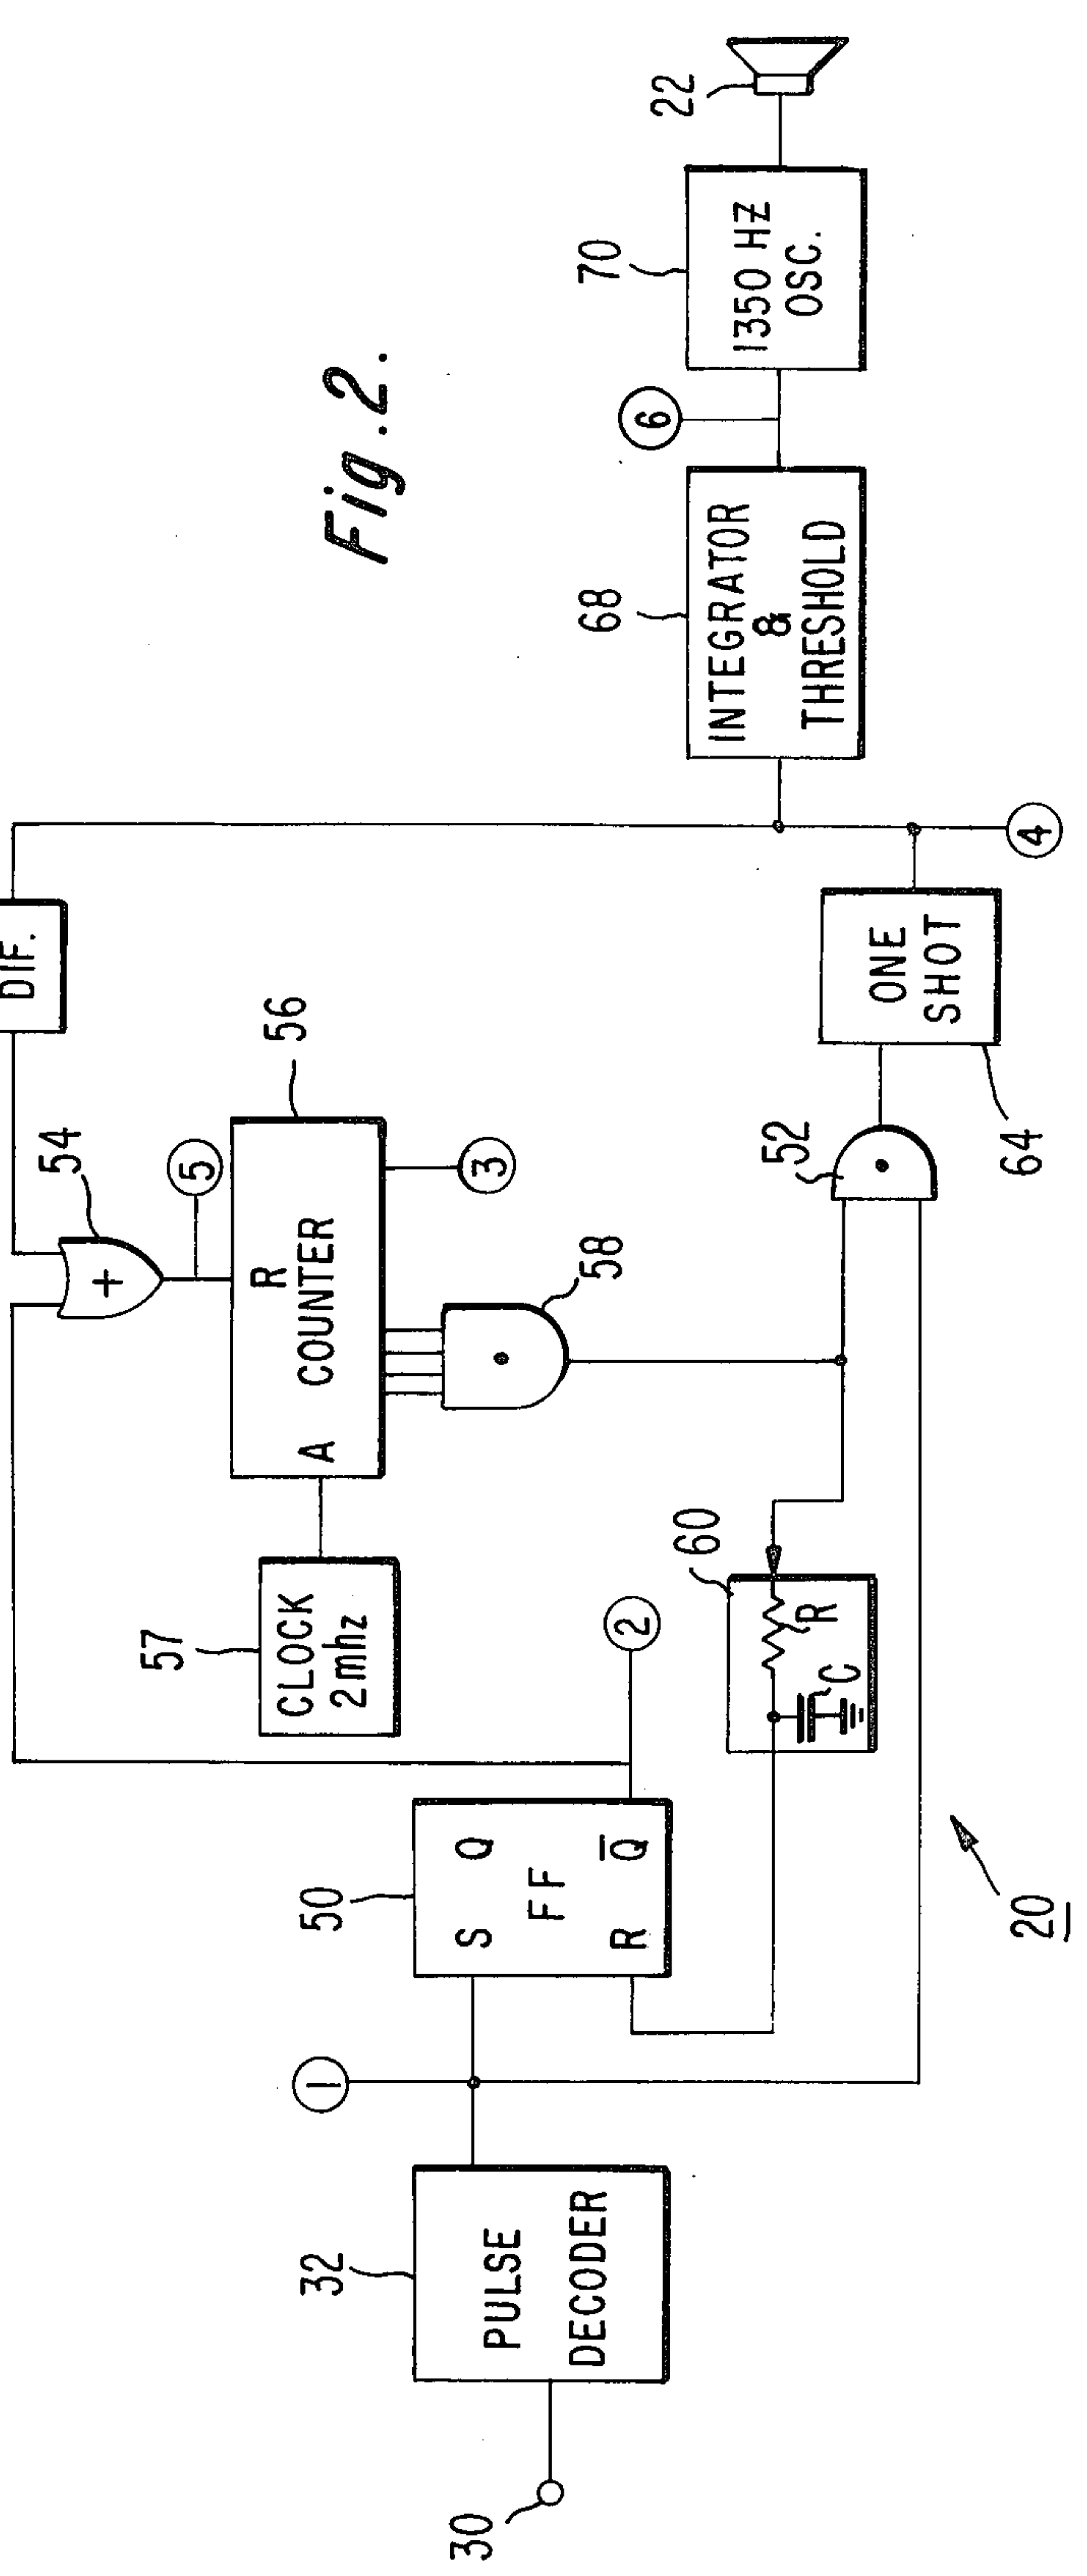 Fig. 2.
30
32
PULSE
DECODER
1
50
S Q
FF
R Q̅
2
20
57
CLOCK
2mhz
A
R
COUNTER
56
54
+
5
3
58
60
R
C
DIF.
52
64
ONE
SHOT
4
68
INTEGRATOR
&
THRESHOLD
6
70
1350 HZ
OSC.
22